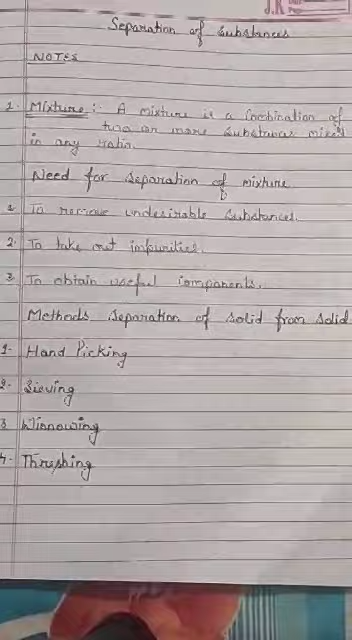 J.K
Separation of substances
NOTES
1. Mixture :- A mixture is a Combination of
two or more substances mixed
in any ratio.
Need for separation of mixture
1. To remove undesirable substances.
2. To take out impurities.
3. To obtain useful components.
Methods separation of solid from solid
1. Hand Picking
2. Sieving
3 Winnowing
4. Threshing